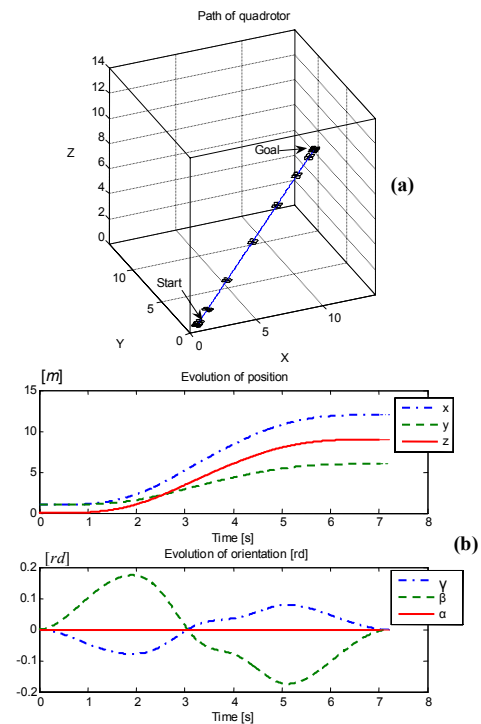 Path of quadrotor
14
12
10
8
6
4
2
0
Z
10
5
0
Y
0
5
10
X
Goal
Start
(a)
[m]
Evolution of position
15
10
5
0
0 1 2 3 4 5 6 7 8
Time [s]
x
y
z
(b)
[rd]
Evolution of orientation [rd]
0.2
0.1
0
-0.1
-0.2
0 1 2 3 4 5 6 7 8
Time [s]
γ
β
α